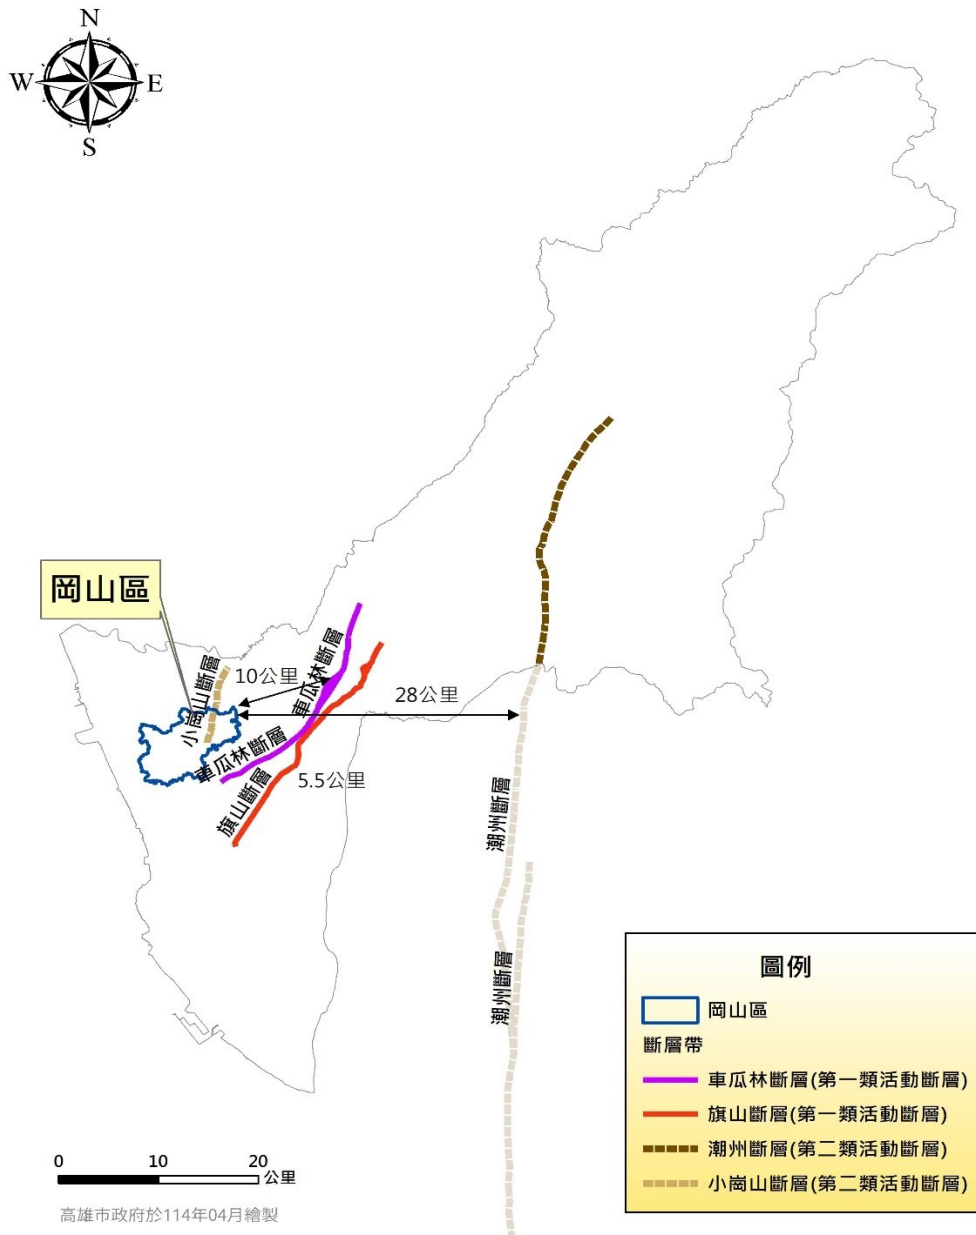 N
W
E
S
岡山區
小崗山斷層
10公里
車瓜林斷層
28公里
車瓜林斷層
旗山斷層
5.5公里
潮州斷層
潮州斷層
圖例
岡山區
斷層帶
車瓜林斷層(第一類活動斷層)
旗山斷層(第一類活動斷層)
潮州斷層(第二類活動斷層)
小崗山斷層(第二類活動斷層)
0 10 20
公里
高雄市政府於114年04月繪製